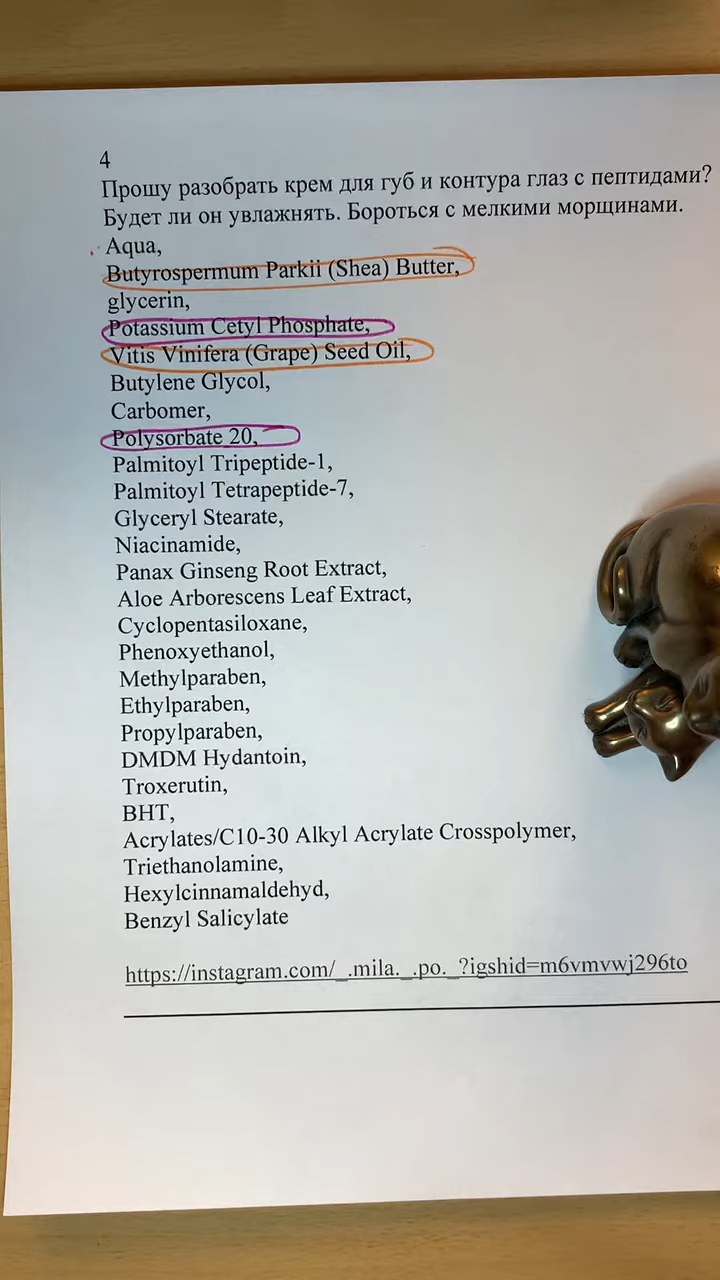 4
Прошу разобрать крем для губ и контура глаз с пептидами?
Будет ли он увлажнять. Бороться с мелкими морщинами.
Aqua,
Butyrospermum Parkii (Shea) Butter,
glycerin,
Potassium Cetyl Phosphate,
Vitis Vinifera (Grape) Seed Oil,
Butylene Glycol,
Carbomer,
Polysorbate 20,
Palmitoyl Tripeptide-1,
Palmitoyl Tetrapeptide-7,
Glyceryl Stearate,
Niacinamide,
Panax Ginseng Root Extract,
Aloe Arborescens Leaf Extract,
Cyclopentasiloxane,
Phenoxyethanol,
Methylparaben,
Ethylparaben,
Propylparaben,
DMDM Hydantoin,
Troxerutin,
BHT,
Acrylates/C10-30 Alkyl Acrylate Crosspolymer,
Triethanolamine,
Hexylcinnamaldehyd,
Benzyl Salicylate
https://instagram.com/_.mila._.po._?igshid=m6vmvwj296to